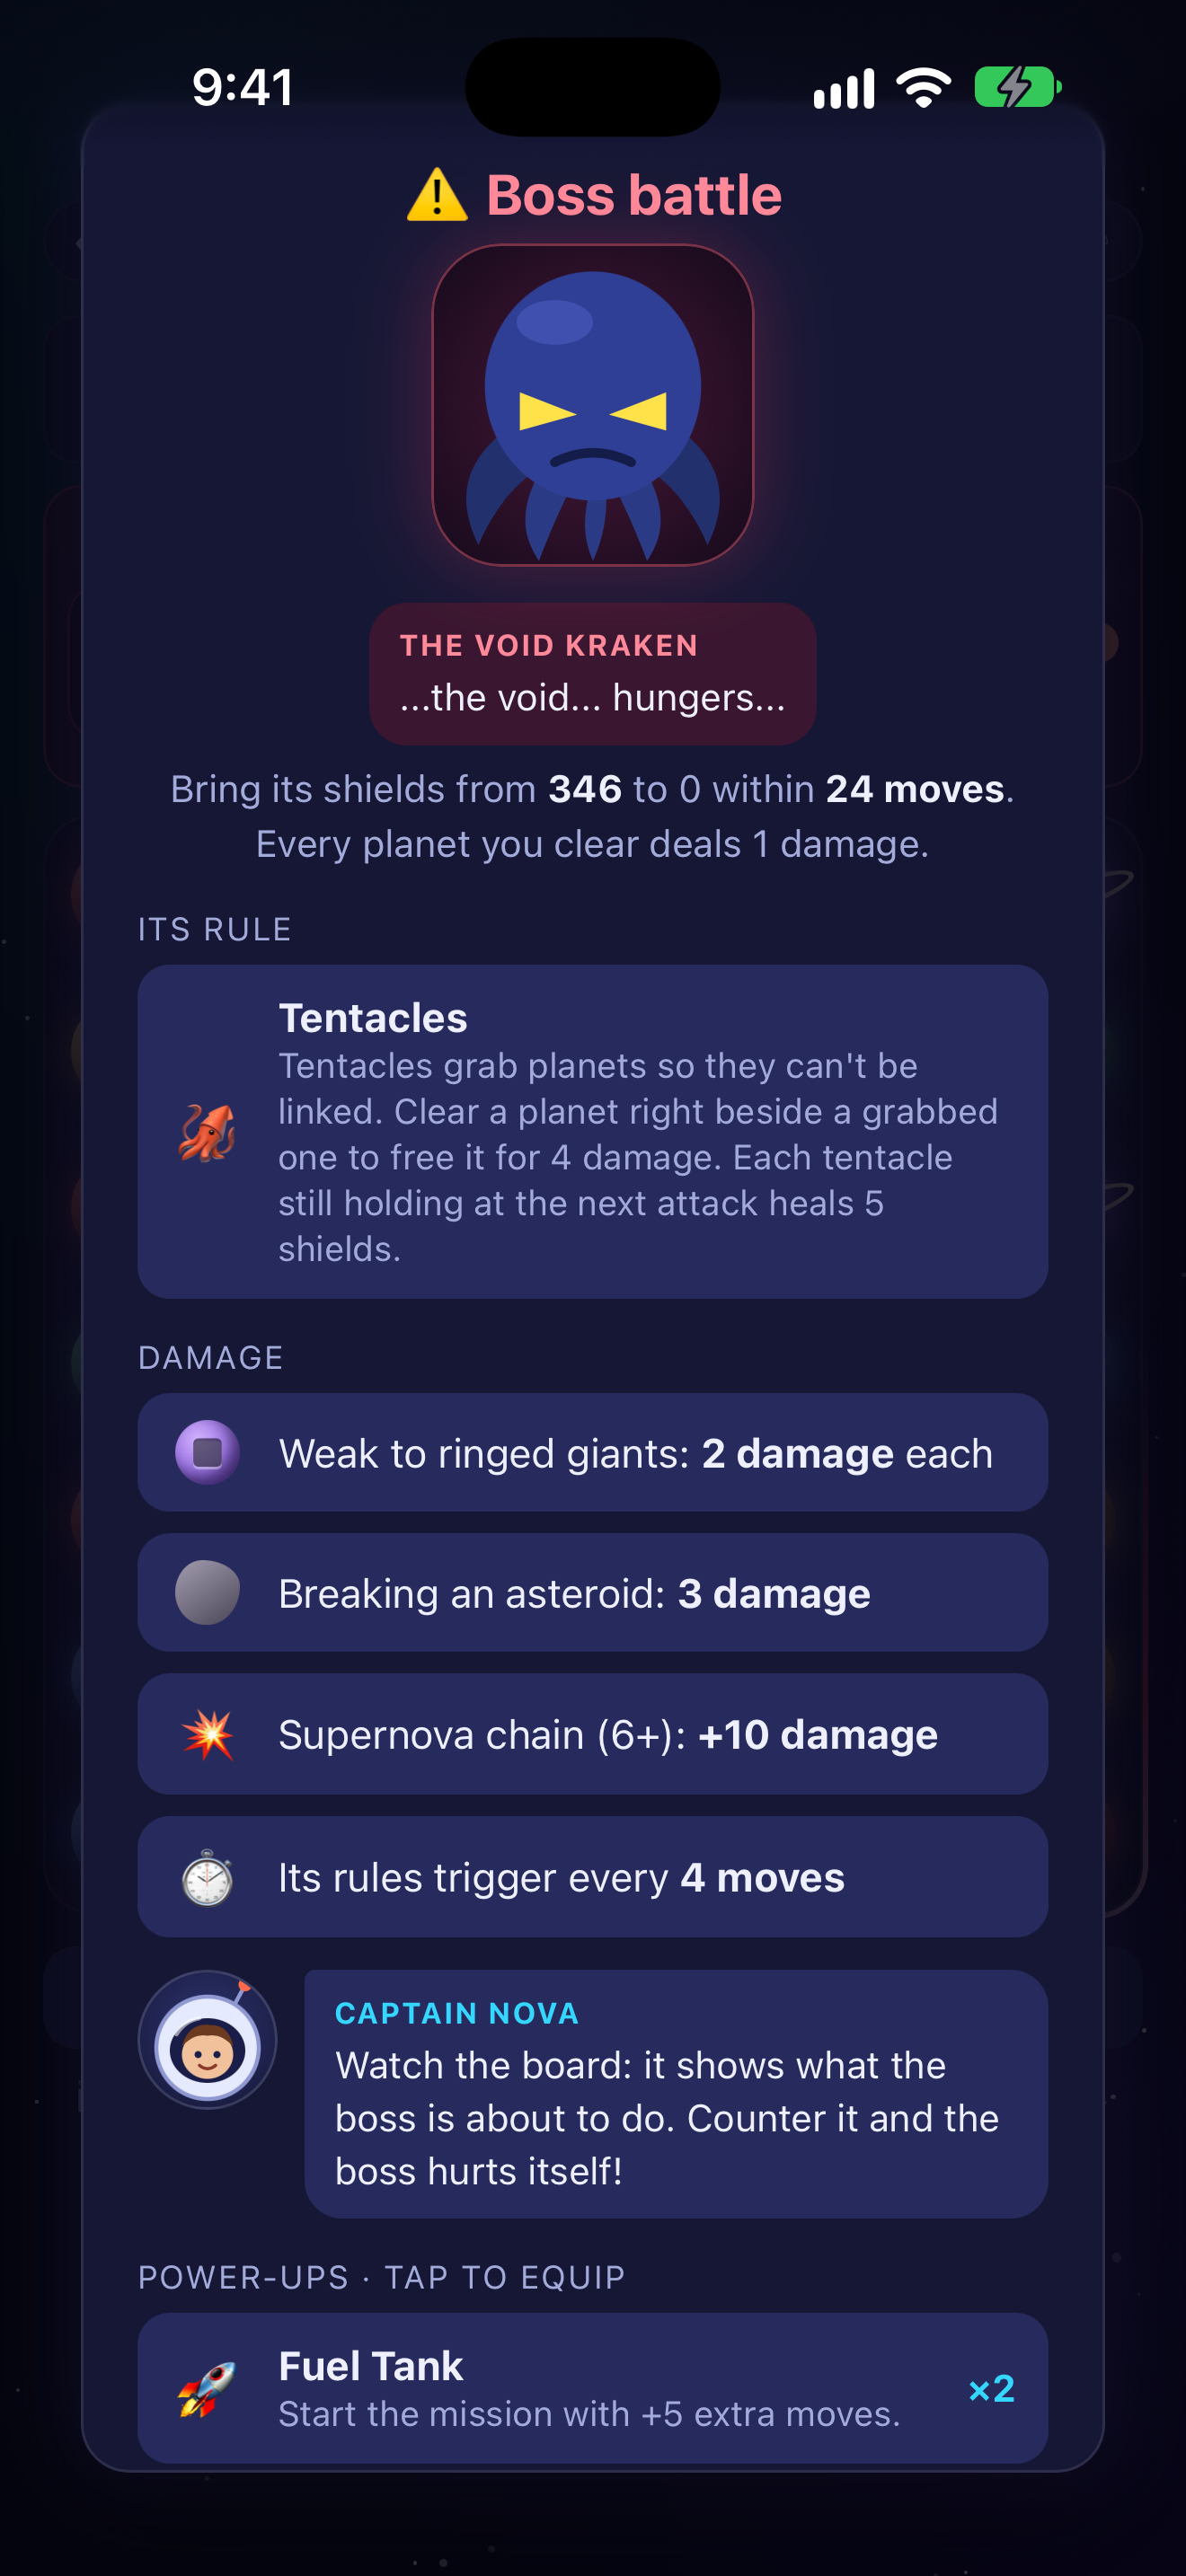 9:41
⚠️ Boss battle
THE VOID KRAKEN
...the void... hungers...
Bring its shields from 346 to 0 within 24 moves.
Every planet you clear deals 1 damage.
ITS RULE
Tentacles
Tentacles grab planets so they can't be
linked. Clear a planet right beside a grabbed
one to free it for 4 damage. Each tentacle
still holding at the next attack heals 5
shields.
DAMAGE
Weak to ringed giants: 2 damage each
Breaking an asteroid: 3 damage
Supernova chain (6+): +10 damage
Its rules trigger every 4 moves
CAPTAIN NOVA
Watch the board: it shows what the
boss is about to do. Counter it and the
boss hurts itself!
POWER-UPS · TAP TO EQUIP
Fuel Tank
Start the mission with +5 extra moves.
×2